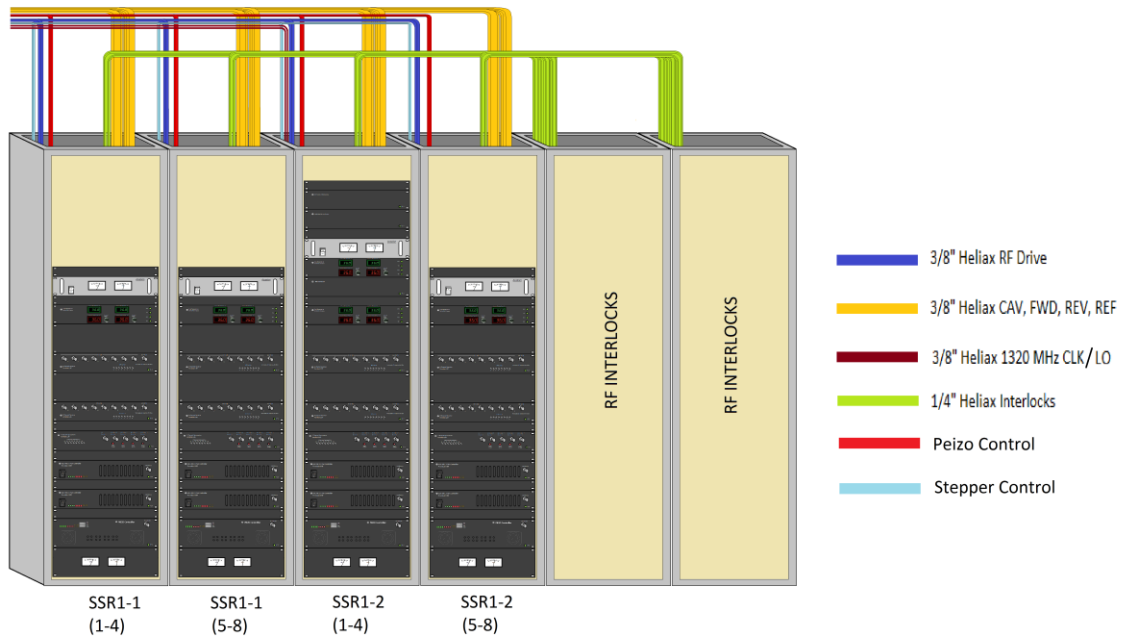 3/8" Heliax RF Drive
3/8" Heliax CAV, FWD, REV, REF
3/8" Heliax 1320 MHz CLK/LO
1/4" Heliax Interlocks
Peizo Control
Stepper Control
RF INTERLOCKS
RF INTERLOCKS
SSR1-1
(1-4)
SSR1-1
(5-8)
SSR1-2
(1-4)
SSR1-2
(5-8)